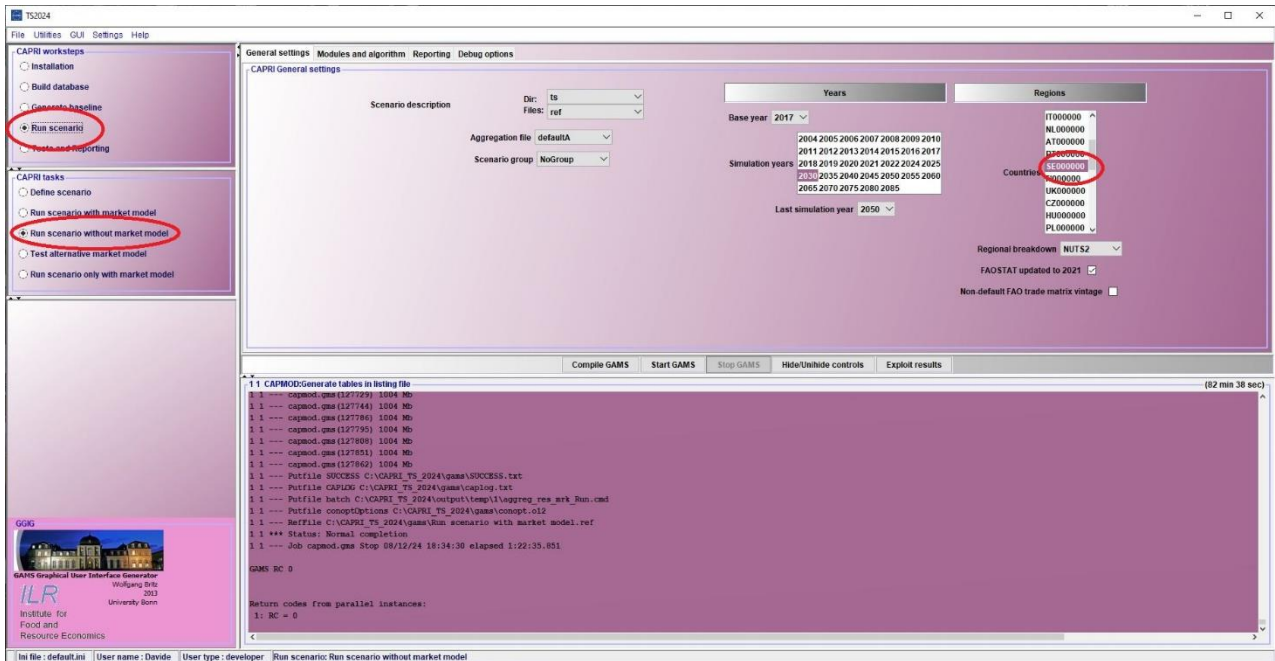 TS2024
File Utilities GUI Settings Help
CAPRI worksteps
Installation
Build database
Generate baseline
Run scenario
Tests and Reporting
CAPRI tasks
Define scenario
Run scenario with market model
Run scenario without market model
Test alternative market model
Run scenario only with market model
GGIG
GAMS Graphical User Interface Generator
Wolfgang Britz
2013
University Bonn
ILR
Institute for
Food and
Resource Economics
General settings Modules and algorithm Reporting Debug options
CAPRI General settings
Scenario description
Dir: ts
Files: ref
Aggregation file defaultA
Scenario group NoGroup
Years
Base year 2017
Simulation years
2004 2005 2006 2007 2008 2009 2010
2011 2012 2013 2014 2015 2016 2017
2018 2019 2020 2021 2022 2024 2025
2030 2035 2040 2045 2050 2055 2060
2065 2070 2075 2080 2085
Last simulation year 2050
Regions
Countries
IT000000
NL000000
AT000000
PT000000
SE000000
FI000000
UK000000
CZ000000
HU000000
PL000000
Regional breakdown NUTS2
FAOSTAT updated to 2021
Non-default FAO trade matrix vintage
Compile GAMS Start GAMS Stop GAMS Hide/Unihide controls Exploit results
1 1 CAPMOD:Generate tables in listing file (82 min 38 sec)
1 1 --- capmod.gms(127729) 1004 Mb
1 1 --- capmod.gms(127744) 1004 Mb
1 1 --- capmod.gms(127786) 1004 Mb
1 1 --- capmod.gms(127795) 1004 Mb
1 1 --- capmod.gms(127808) 1004 Mb
1 1 --- capmod.gms(127851) 1004 Mb
1 1 --- capmod.gms(127862) 1004 Mb
1 1 --- Putfile SUCCESS C:\CAPRI_TS_2024\gams\SUCCESS.txt
1 1 --- Putfile CAPLOG C:\CAPRI_TS_2024\gams\caplog.txt
1 1 --- Putfile batch C:\CAPRI_TS_2024\output\temp\1\aggreg_res_mrk_Run.cmd
1 1 --- Putfile conoptOptions C:\CAPRI_TS_2024\gams\conopt.o12
1 1 --- RefFile C:\CAPRI_TS_2024\gams\Run scenario with market model.ref
1 1 *** Status: Normal completion
1 1 --- Job capmod.gms Stop 08/12/24 18:34:30 elapsed 1:22:35.851
GAMS RC 0
Return codes from parallel instances:
1: RC = 0
Ini file : default.ini User name : Davide User type : developer Run scenario: Run scenario without market model